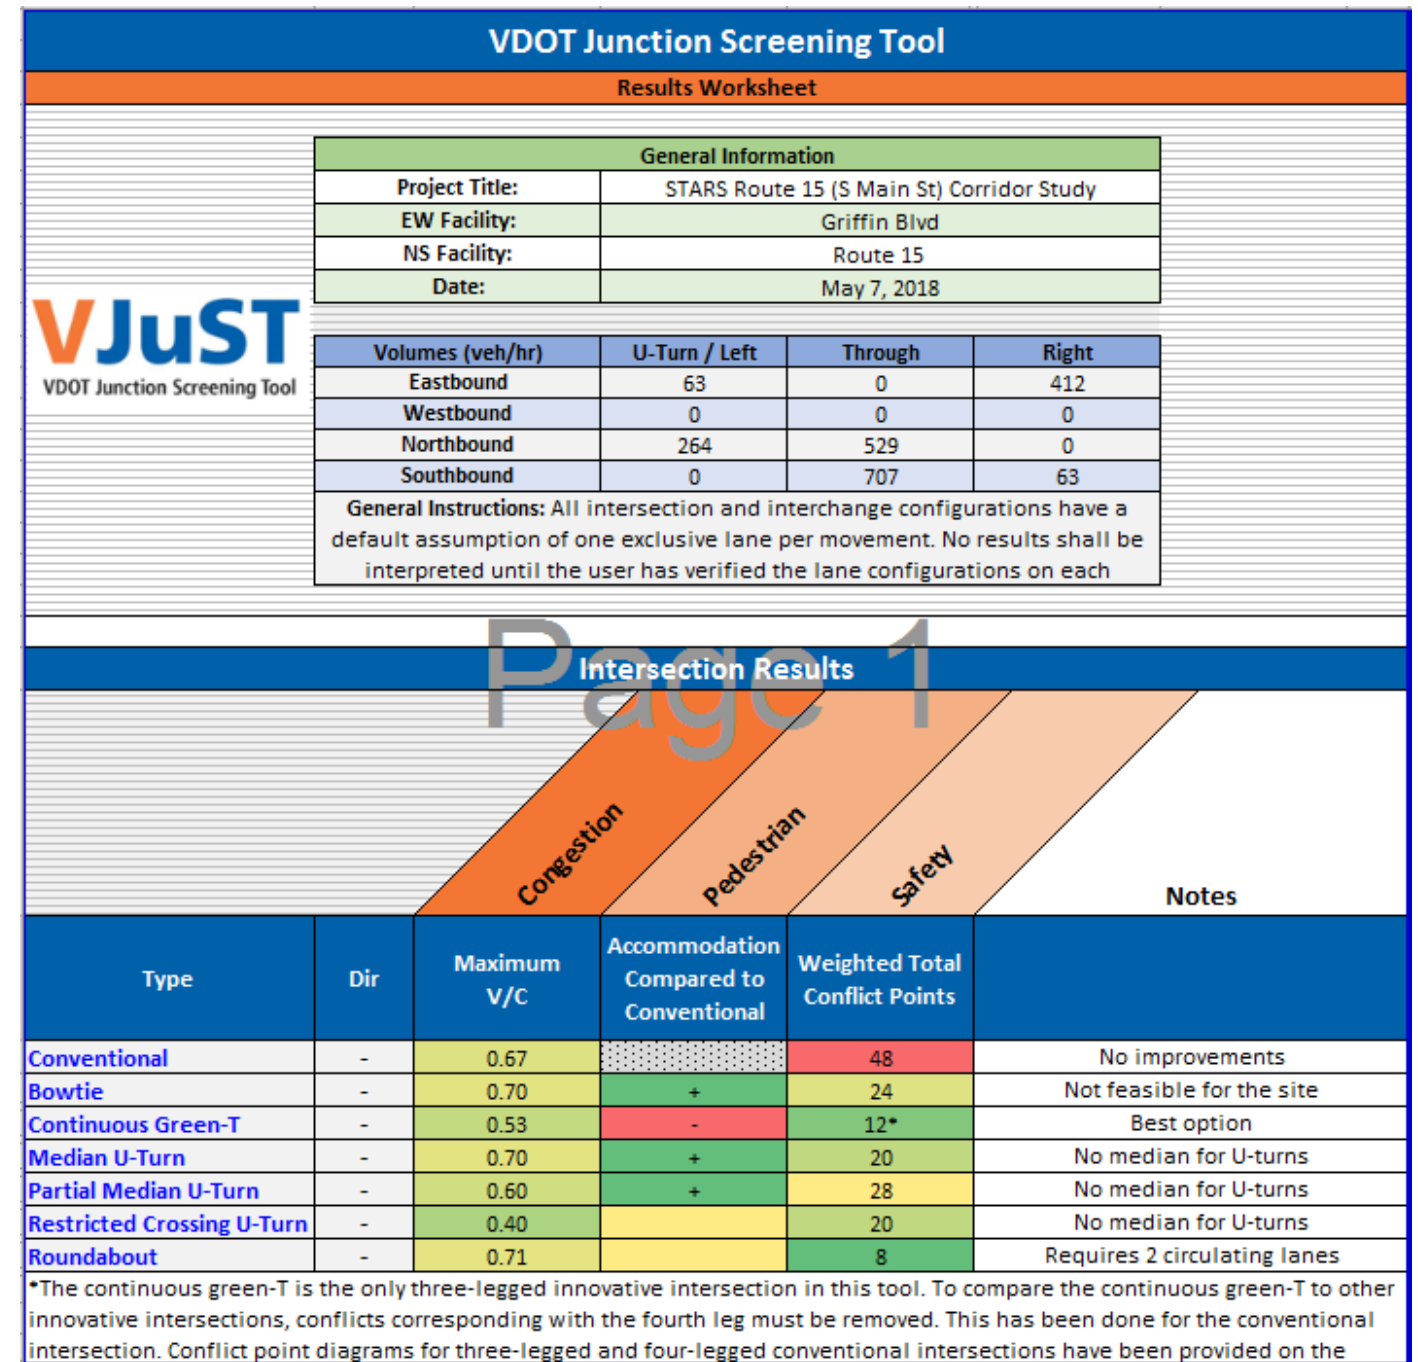 VDOT Junction Screening Tool
Results Worksheet
General Information
Project Title: STARS Route 15 (S Main St) Corridor Study
EW Facility: Griffin Blvd
NS Facility: Route 15
Date: May 7, 2018
VJuST
VDOT Junction Screening Tool
Volumes (veh/hr) U-Turn / Left Through Right
Eastbound 63 0 412
Westbound 0 0 0
Northbound 264 529 0
Southbound 0 707 63
General Instructions: All intersection and interchange configurations have a
default assumption of one exclusive lane per movement. No results shall be
interpreted until the user has verified the lane configurations on each
Page 1
Intersection Results
Congestion
Pedestrian
Safety
Notes
Type Dir Maximum V/C Accommodation Compared to Conventional Weighted Total Conflict Points
Conventional - 0.67 48 No improvements
Bowtie - 0.70 + 24 Not feasible for the site
Continuous Green-T - 0.53 - 12* Best option
Median U-Turn - 0.70 + 20 No median for U-turns
Partial Median U-Turn - 0.60 + 28 No median for U-turns
Restricted Crossing U-Turn - 0.40 20 No median for U-turns
Roundabout - 0.71 8 Requires 2 circulating lanes
*The continuous green-T is the only three-legged innovative intersection in this tool. To compare the continuous green-T to other
innovative intersections, conflicts corresponding with the fourth leg must be removed. This has been done for the conventional
intersection. Conflict point diagrams for three-legged and four-legged conventional intersections have been provided on the